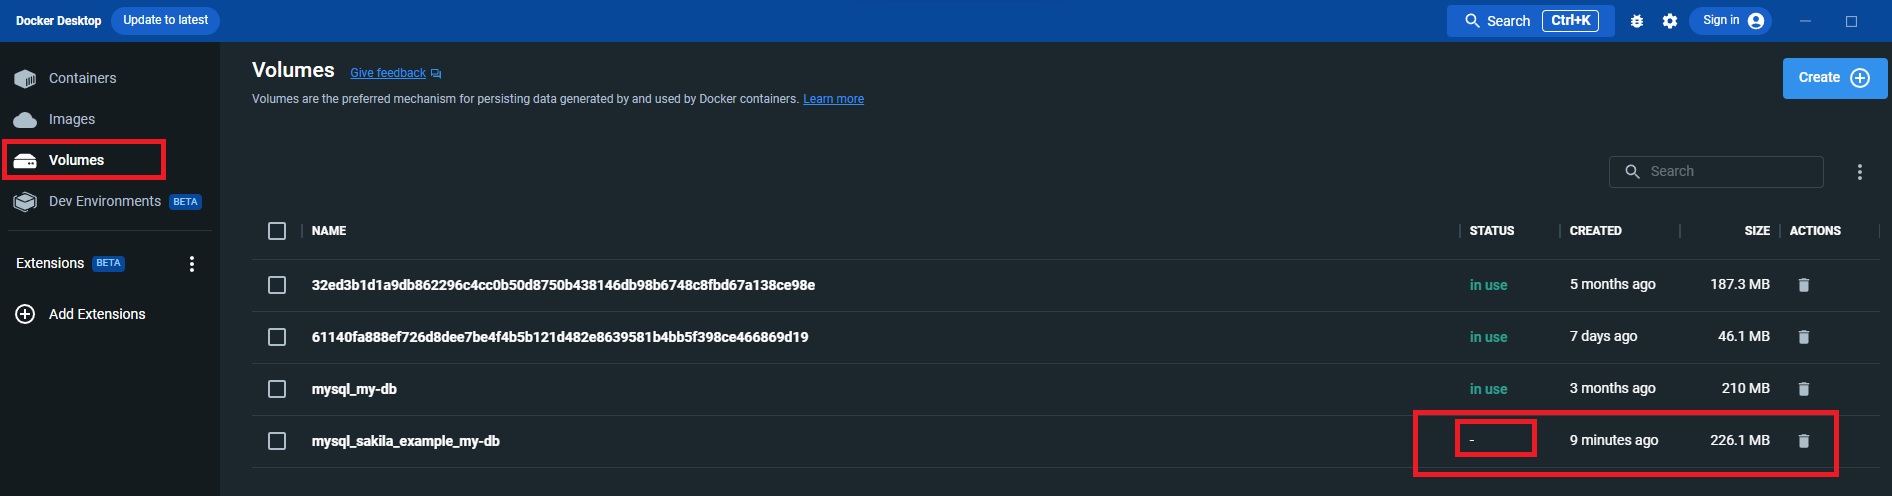 Docker Desktop Update to latest Search Ctrl+K Sign in
Containers
Images
Volumes
Dev Environments BETA
Extensions BETA
Add Extensions
Volumes Give feedback
Create
Volumes are the preferred mechanism for persisting data generated by and used by Docker containers. Learn more
Search
NAME STATUS CREATED SIZE ACTIONS
32ed3b1d1a9db862296c4cc0b50d8750b438146db98b6748c8fbd67a138ce98e in use 5 months ago 187.3 MB
61140fa888ef726d8dee7be4f4b5b121d482e8639581b4bb5f398ce466869d19 in use 7 days ago 46.1 MB
mysql_my-db in use 3 months ago 210 MB
mysql_sakila_example_my-db - 9 minutes ago 226.1 MB